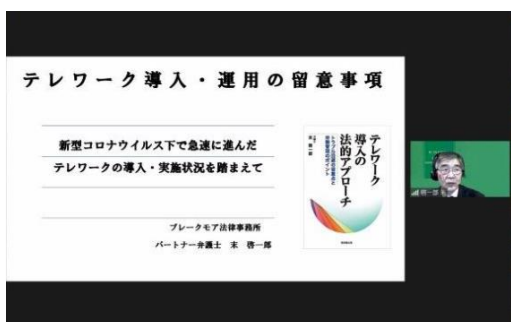 テレワーク導入・運用の留意事項
新型コロナウイルス下で急速に進んだ
テレワークの導入・実施状況を踏まえて
ブレークモア法律事務所
パートナー弁護士 末 啓一郎
テレワーク
導入の
法的アプローチ
末 啓一郎